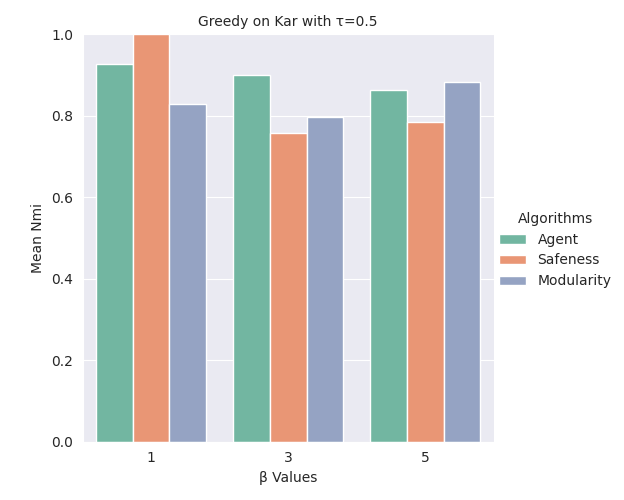 Greedy on Kar with τ=0.5
1.0
0.8
0.6
0.4
0.2
0.0
Mean Nmi
1 3 5
β Values
Algorithms
Agent
Safeness
Modularity